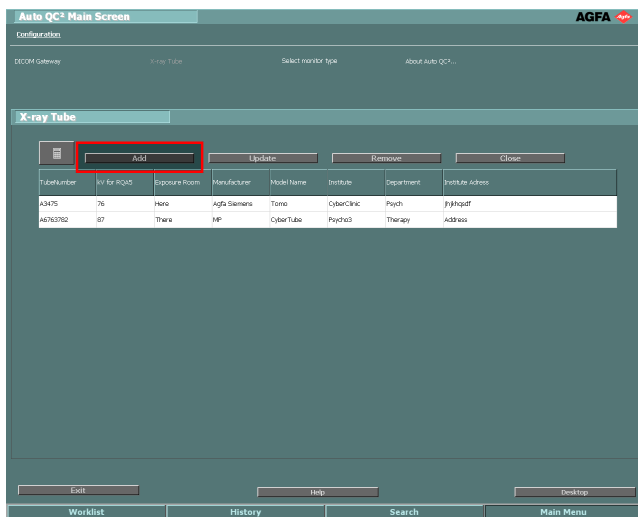 Auto QC² Main Screen AGFA Agfa
Configuration
DICOM Gateway X-ray Tube Select monitor type About Auto QC²...
X-ray Tube
Add Update Remove Close
TubeNumber kV for RQA5 Exposure Room Manufacturer Model Name Institute Department Institute Adress
A3475 76 Here Agfa Siemens Tomo CyberClinic Psych jhjkhqsdf
A6763782 87 There MP CyberTube Psycho3 Therapy Address
Exit Help Desktop
Worklist History Search Main Menu